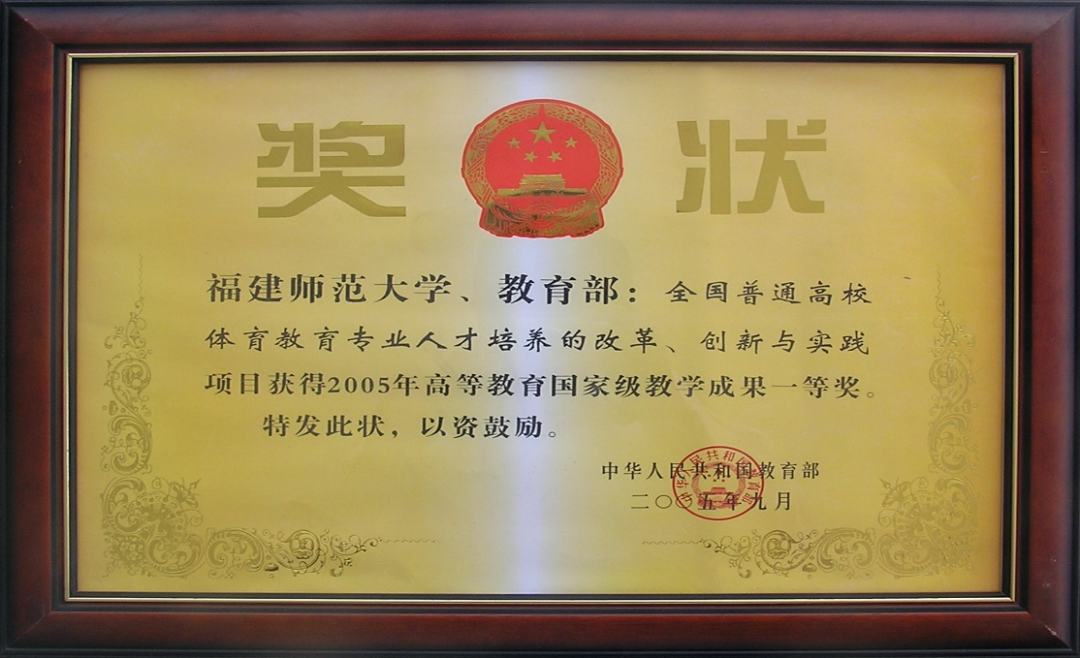 奖 状
福建师范大学、教育部：全国普通高校
体育教育专业人才培养的改革、创新与实践
项目获得2005年高等教育国家级教学成果一等奖。
特发此状，以资鼓励。
中华人民共和国教育部
二〇〇五年九月